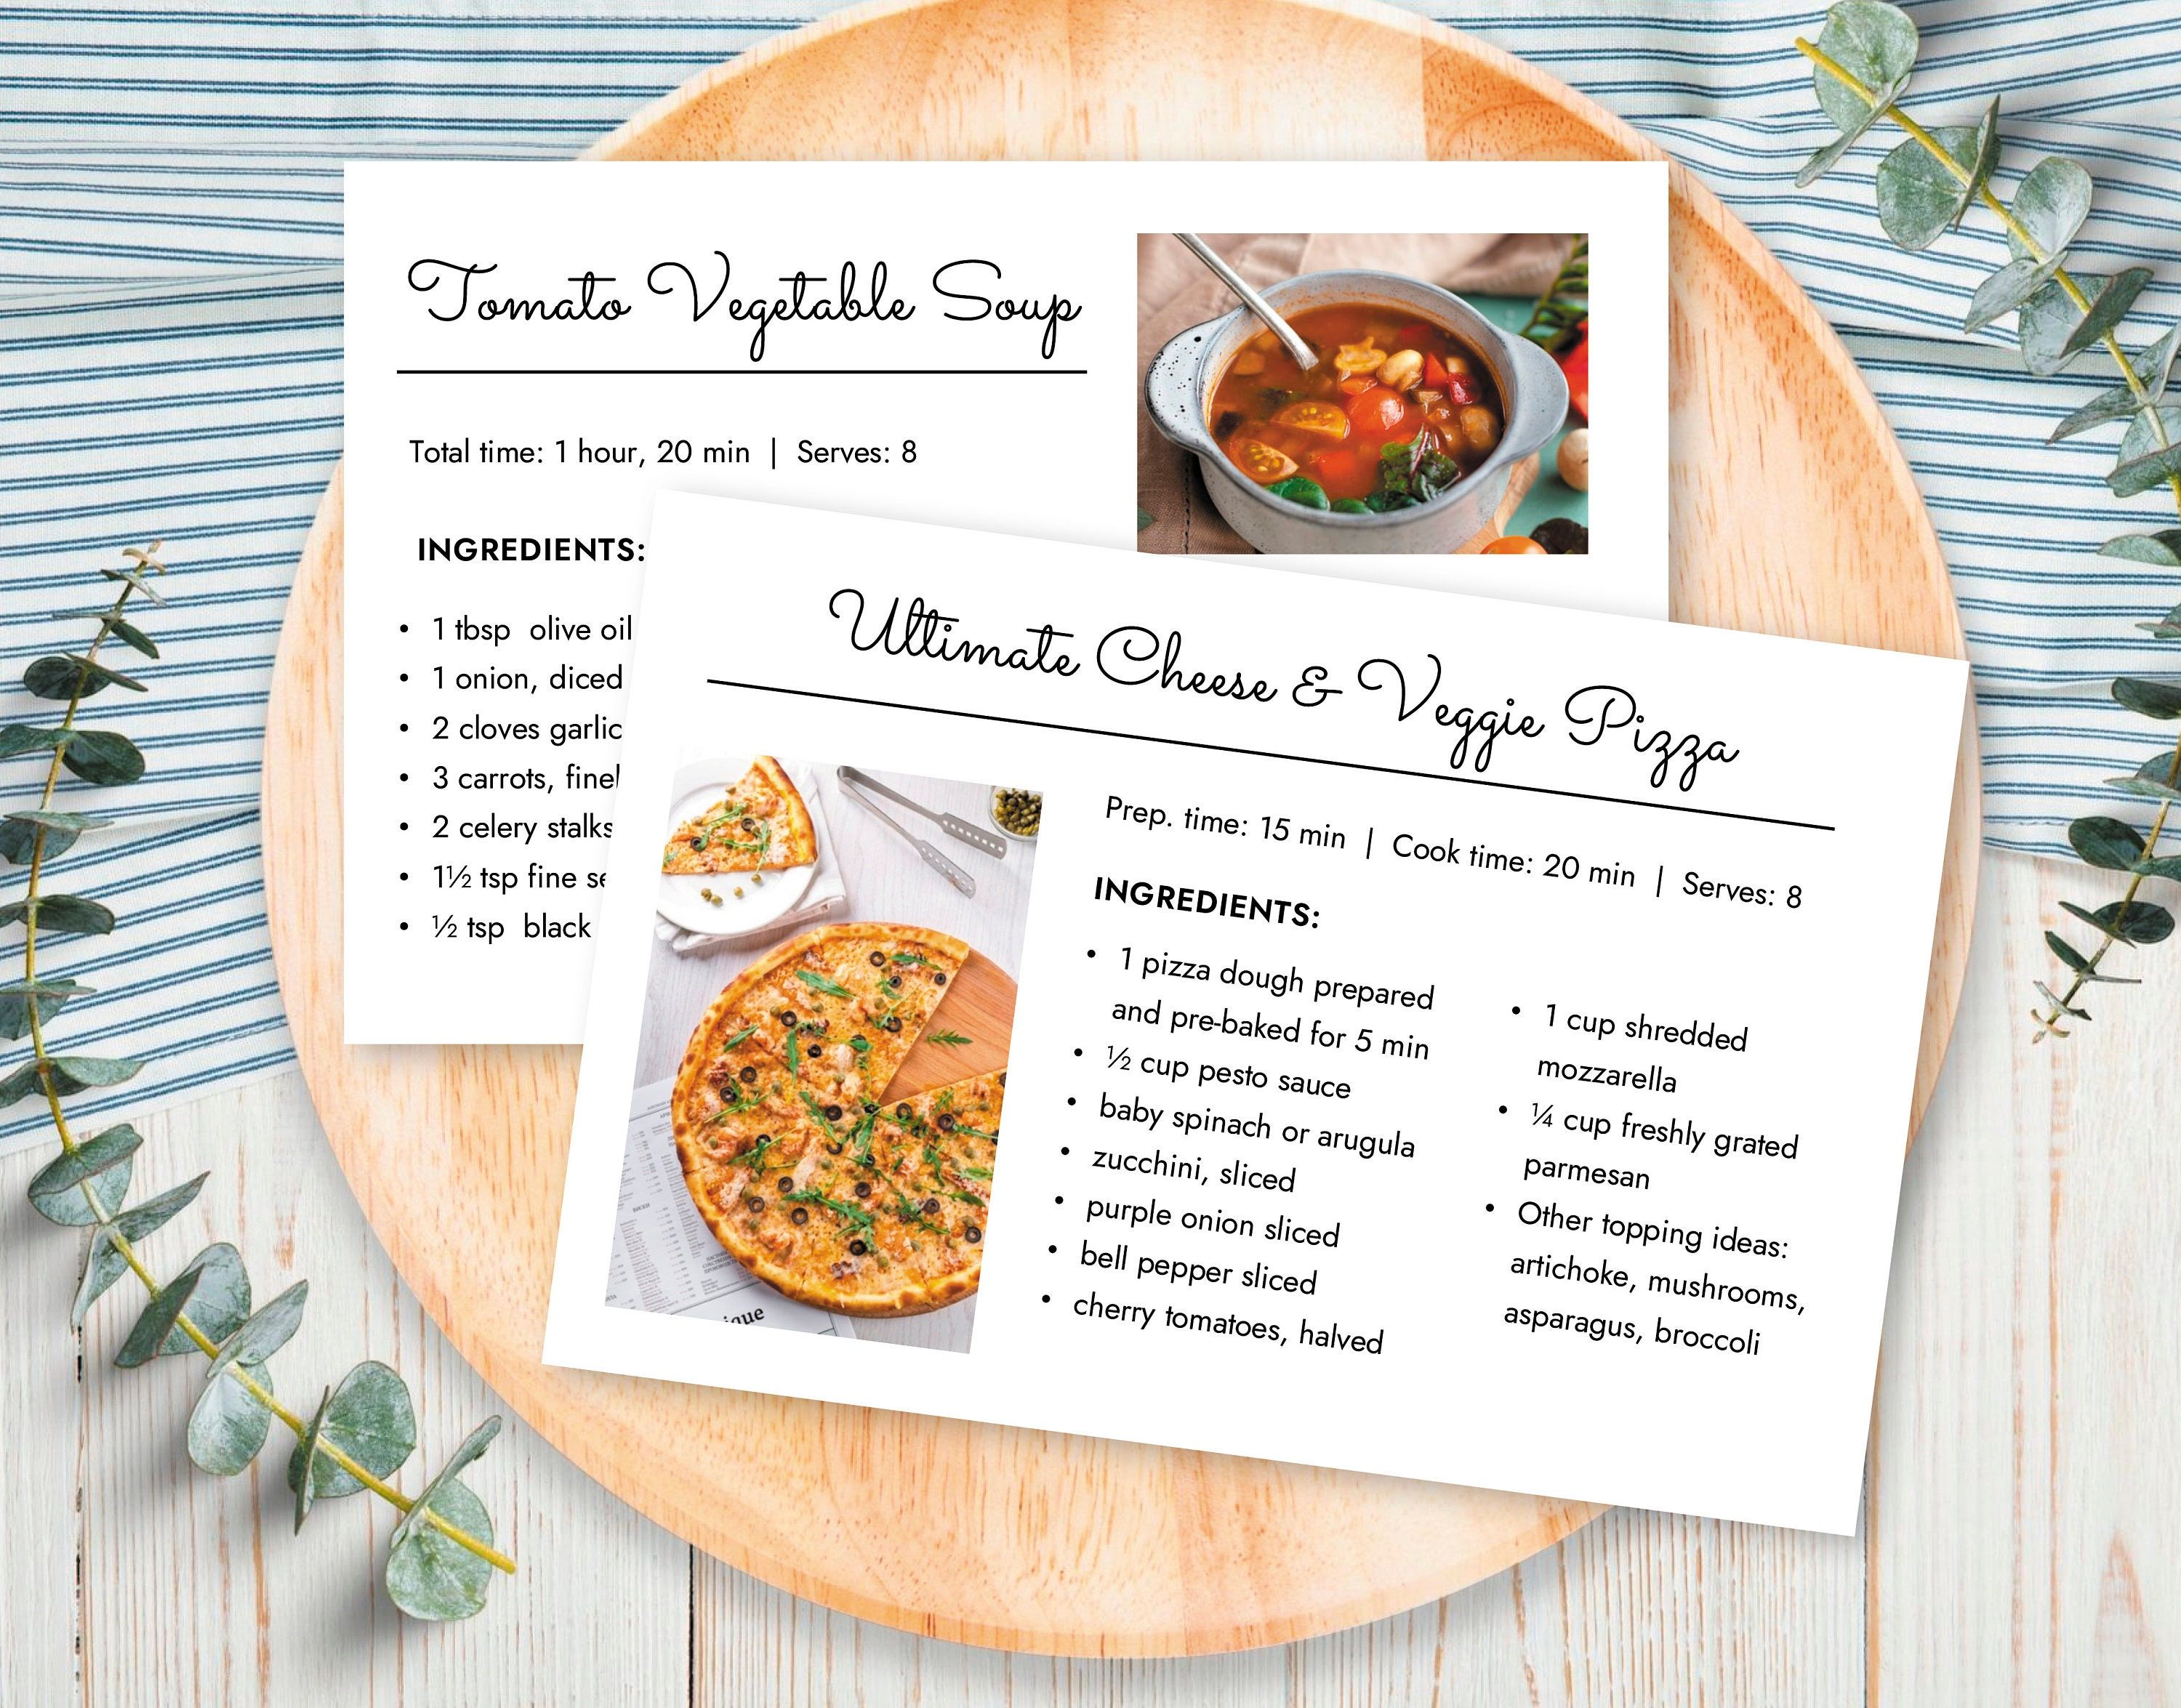 Tomato Vegetable Soup
Total time: 1 hour, 20 min | Serves: 8
INGREDIENTS:
• 1 tbsp olive oil
• 1 onion, diced
• 2 cloves garlic
• 3 carrots,
• 2 celery stalks
• 1½ tsp fine
• ½ tsp black
Ultimate Cheese & Veggie Pizza
Prep. time: 15 min | Cook time: 20 min | Serves: 8
INGREDIENTS:
• 1 pizza dough prepared
and pre-baked for 5 min
• ½ cup pesto sauce
• baby spinach or arugula
• zucchini, sliced
• purple onion sliced
• bell pepper sliced
• cherry tomatoes, halved
• 1 cup shredded
mozzarella
• ¼ cup freshly grated
parmesan
• Other topping ideas:
artichoke, mushrooms,
asparagus, broccoli